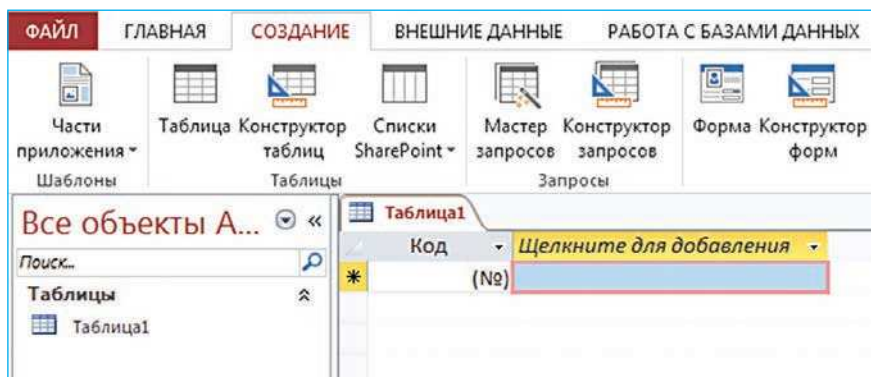 ФАЙЛ ГЛАВНАЯ СОЗДАНИЕ ВНЕШНИЕ ДАННЫЕ РАБОТА С БАЗАМИ ДАННЫХ
Части приложения
Таблица
Конструктор таблиц
Списки SharePoint
Мастер запросов
Конструктор запросов
Форма
Конструктор форм
Шаблоны Таблицы Запросы
Все объекты A...
Поиск...
Таблицы
Таблица1
Таблица1
Код Щелкните для добавления
(№)